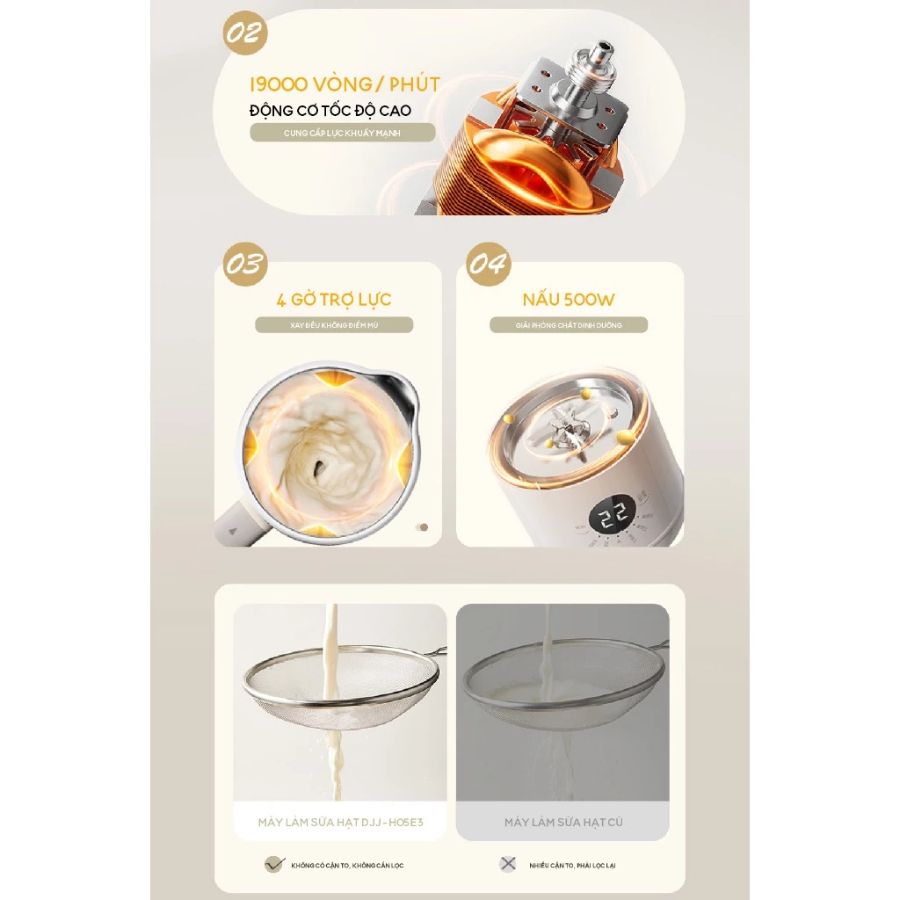 02
19000 VÒNG / PHÚT
ĐỘNG CƠ TỐC ĐỘ CAO
CUNG CẤP LỰC KHUẤY MẠNH
03
4 GỜ TRỢ LỰC
XAY ĐỀU KHÔNG ĐIỂM MÙ
04
NẤU 500W
GIẢI PHÓNG CHẤT DINH DƯỠNG
22
MÁY LÀM SỮA HẠT DJJ-H05E3
KHÔNG CÓ CẶN TO, KHÔNG CẦN LỌC
MÁY LÀM SỮA HẠT CŨ
NHIỀU CẶN TO, PHẢI LỌC LẠI